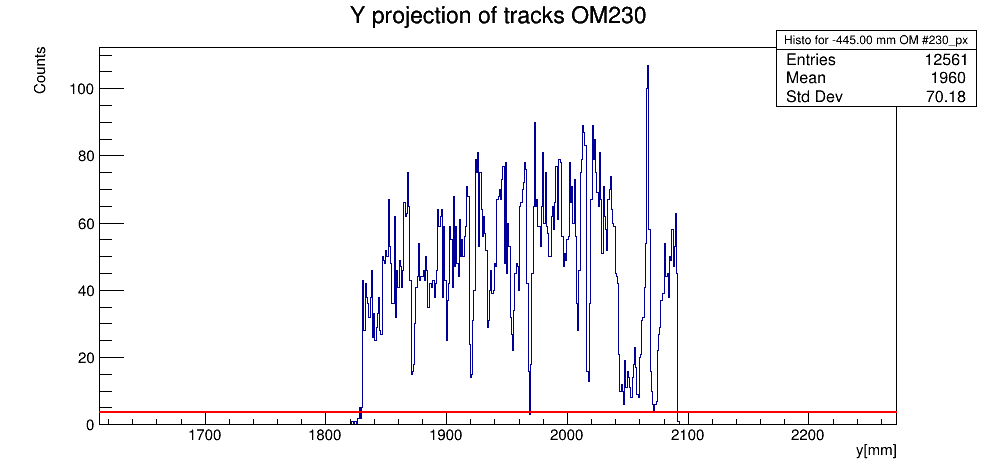 Y projection of tracks OM230
Histo for -445.00 mm OM #230_px
Entries 12561
Mean 1960
Std Dev 70.18
Counts
100
80
60
40
20
0
1700 1800 1900 2000 2100 2200
y[mm]